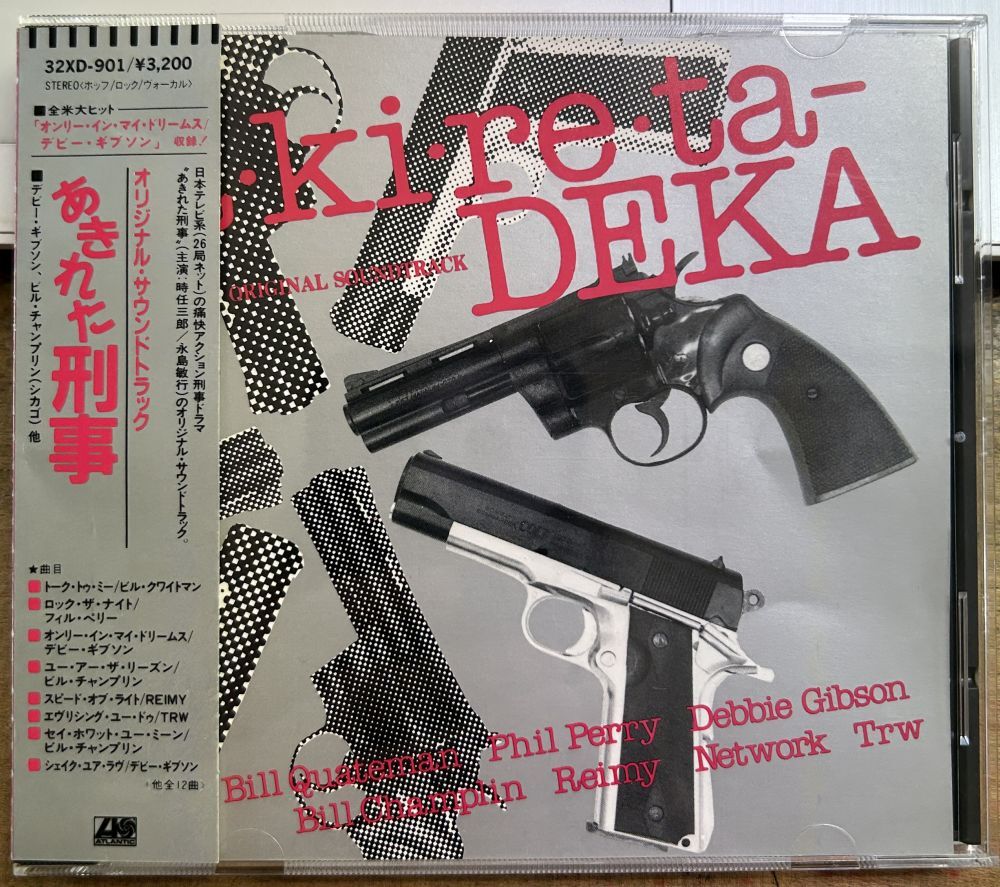 32XD-901/¥3,200
STEREO〈ポップ/ロック/ヴォーカル〉
■全米大ヒット
「オンリー・イン・マイ・ドリームス/
デビー・ギブソン」 収録!
日本テレビ系(26局ネット)の痛快アクション刑事ドラマ
“あきれた刑事”(主演:時任三郎/永島敏行)のオリジナル・サウンドトラック。
オリジナル・サウンドトラック
あきれた刑事
■デビー・ギブソン、ビル・チャンプリン(シカゴ)他
★曲目
トーク・トゥ・ミー/ビル・クワイトマン
ロック・ザ・ナイト/
フィル・ペリー
オンリー・イン・マイ・ドリームス/
デビー・ギブソン
ユー・アー・ザ・リーズン/
ビル・チャンプリン
スピード・オブ・ライト/REIMY
エヴリシング・ユー・ドゥ/TRW
セイ・ホワット・ユー・ミーン/
ビル・チャンプリン
シェイク・ユア・ラヴ/デビー・ギブソン
〈他全12曲〉
ATLANTIC
·ki·re·ta-
DEKA
ORIGINAL SOUNDTRACK
Bill Quateman Phil Perry Debbie Gibson
Bill Champlin Reimy Network Trw